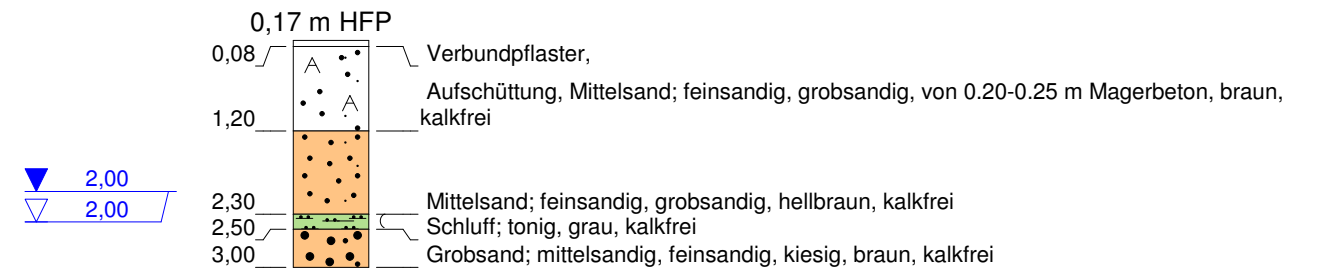 0,17 m HFP
0,08 Verbundpflaster,
A
Aufschüttung, Mittelsand; feinsandig, grobsandig, von 0.20-0.25 m Magerbeton, braun,
A
1,20 kalkfrei
2,00
2,00
2,30 Mittelsand; feinsandig, grobsandig, hellbraun, kalkfrei
2,50 Schluff; tonig, grau, kalkfrei
3,00 Grobsand; mittelsandig, feinsandig, kiesig, braun, kalkfrei